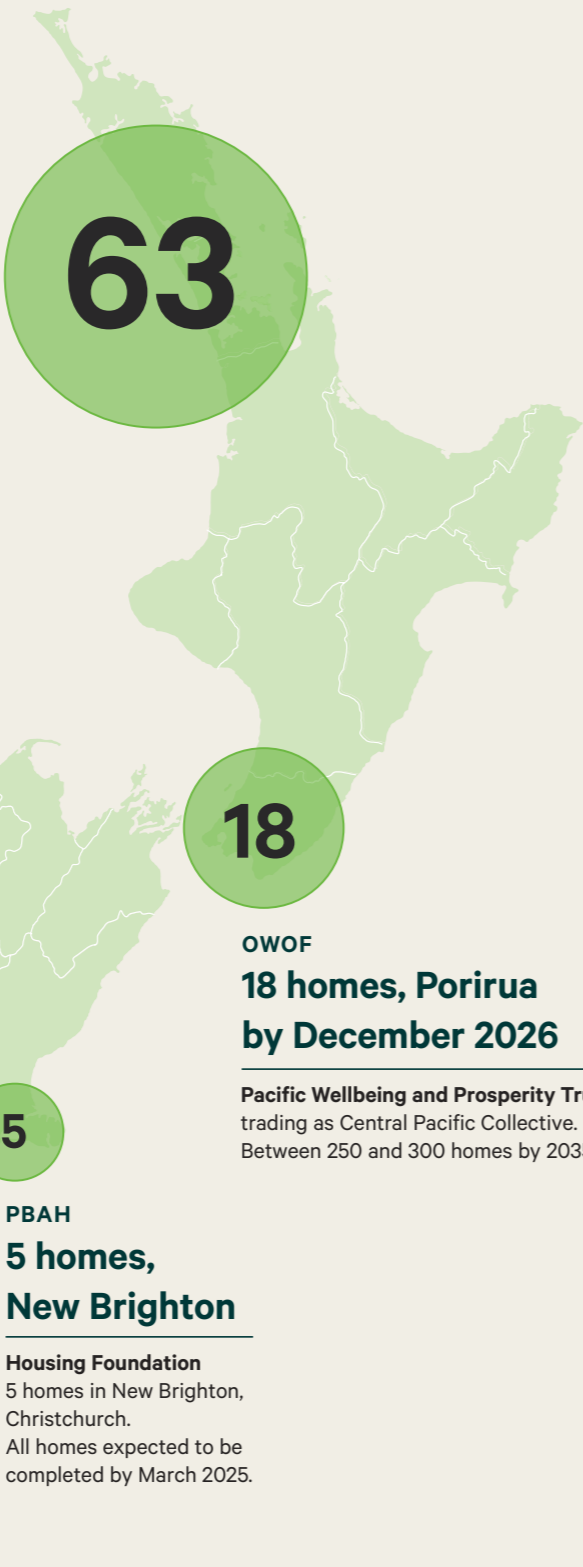 63
18
OWOF
18 homes, Porirua
by December 2026
Pacific Wellbeing and Prosperity
trading as Central Pacific Collective.
Between 250 and 300 homes by
5
PBAH
5 homes,
New Brighton
Housing Foundation
5 homes in New Brighton,
Christchurch.
All homes expected to be
completed by March 2025.